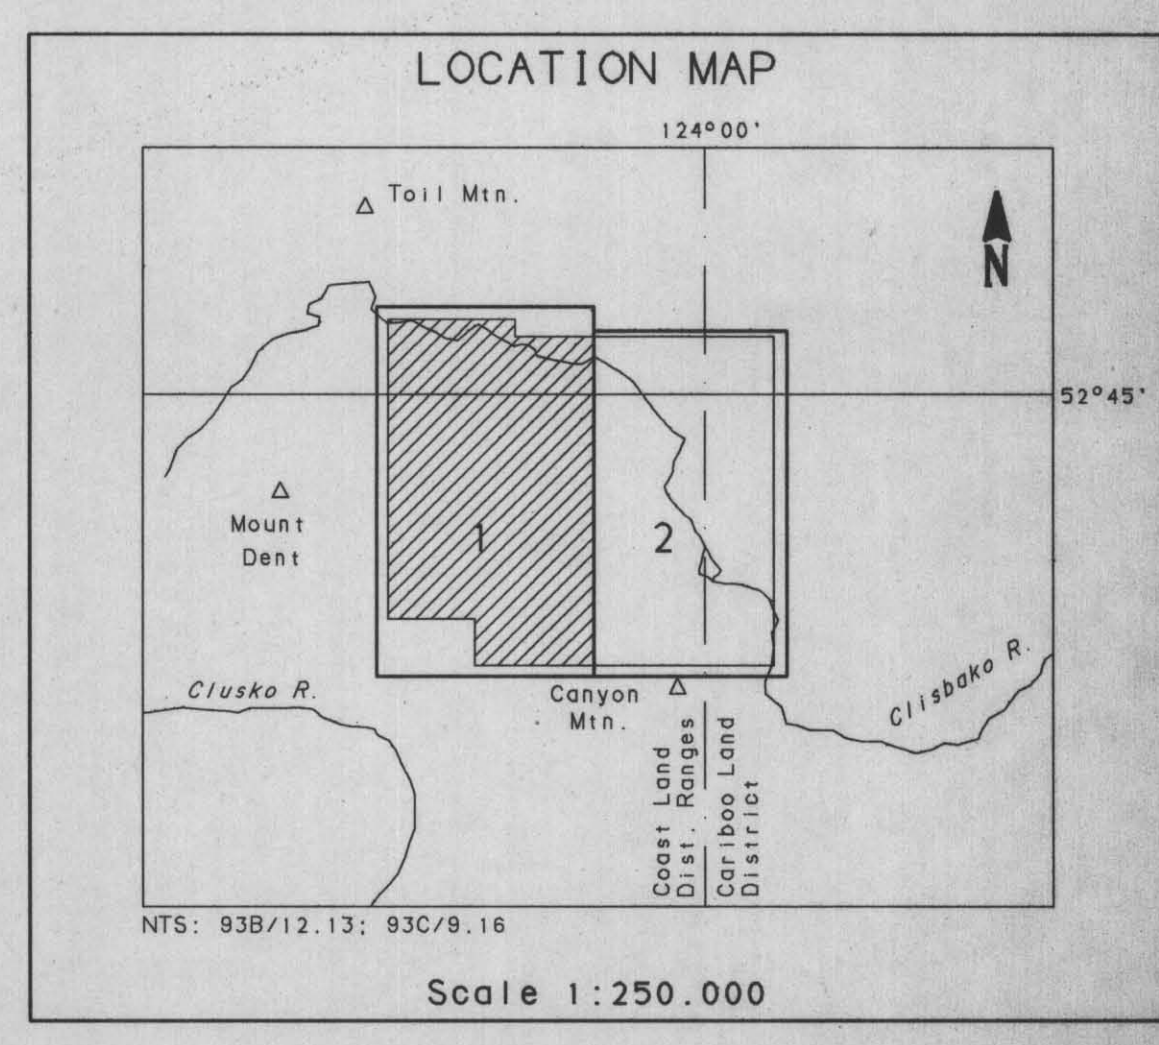 LOCATION MAP
124°00'
Toil Mtn.
N
52°45'
Mount
Dent
1
2
Clusko R.
Canyon
Mtn.
Clisbako R.
Coast Land
Dist. Ranges
Cariboo Land
District
NTS: 93B/12.13; 93C/9.16
Scale 1:250.000